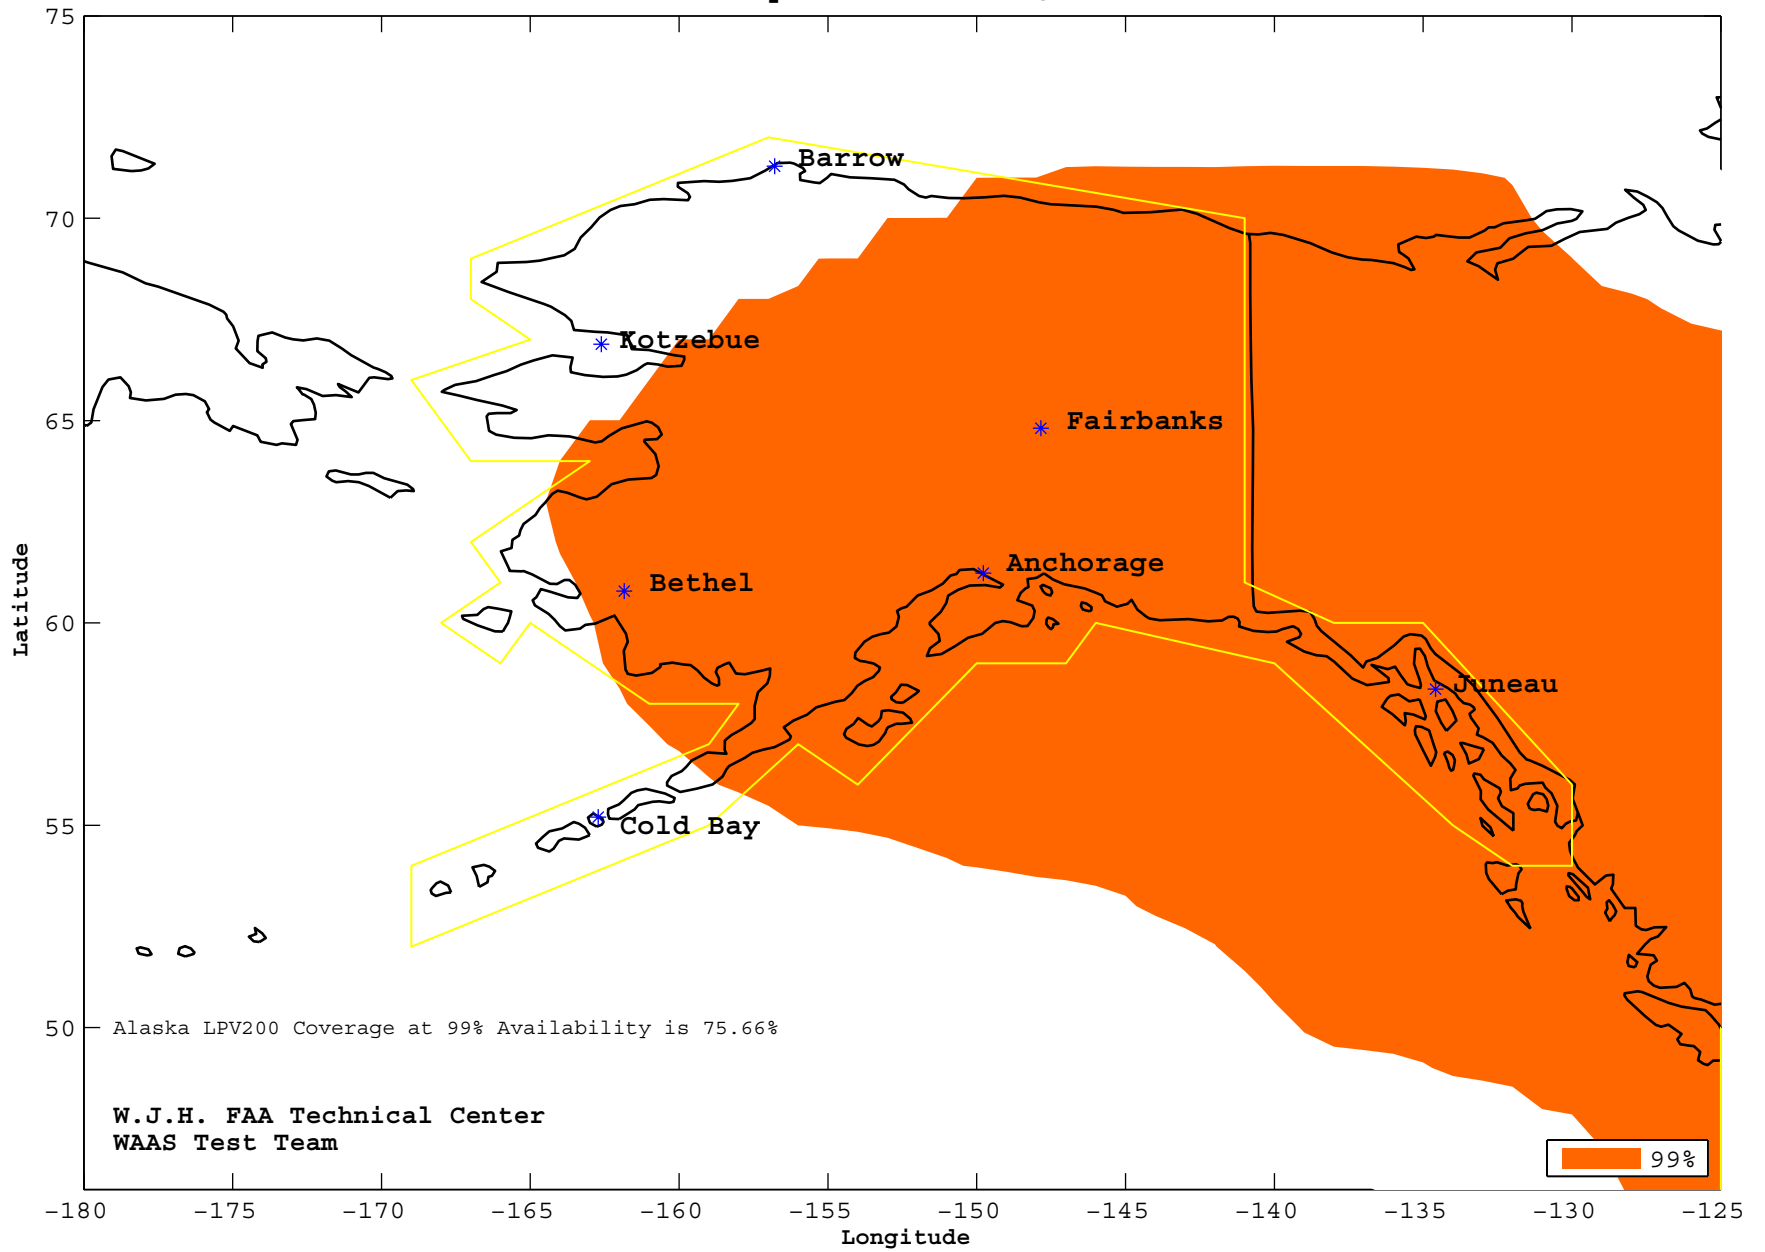 75
70
65
60
55
50
Latitude
Barrow
Kotzebue
Fairbanks
Anchorage
Bethel
Juneau
Cold Bay
Alaska LPV200 Coverage at 99% Availability is 75.66%
W.J.H. FAA Technical Center
WAAS Test Team
99%
-180 -175 -170 -165 -160 -155 -150 -145 -140 -135 -130 -125
Longitude